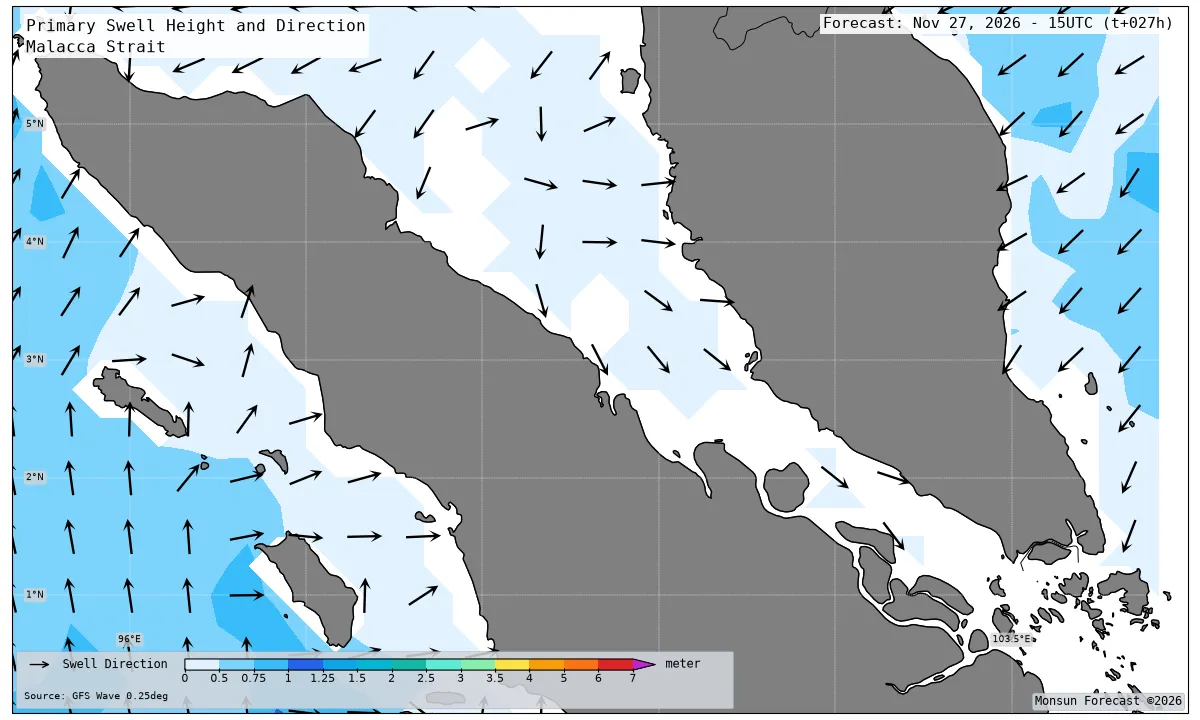 Primary Swell Height and Direction
Malacca Strait
Forecast: Nov 27, 2026 - 15UTC (t+027h)
5°N
4°N
3°N
2°N
1°N
96°E
103.5°E
Swell Direction
0 0.5 0.75 1 1.25 1.5 2 2.5 3 3.5 4 5 6 7
meter
Source: GFS Wave 0.25deg
Monsun Forecast ©2026